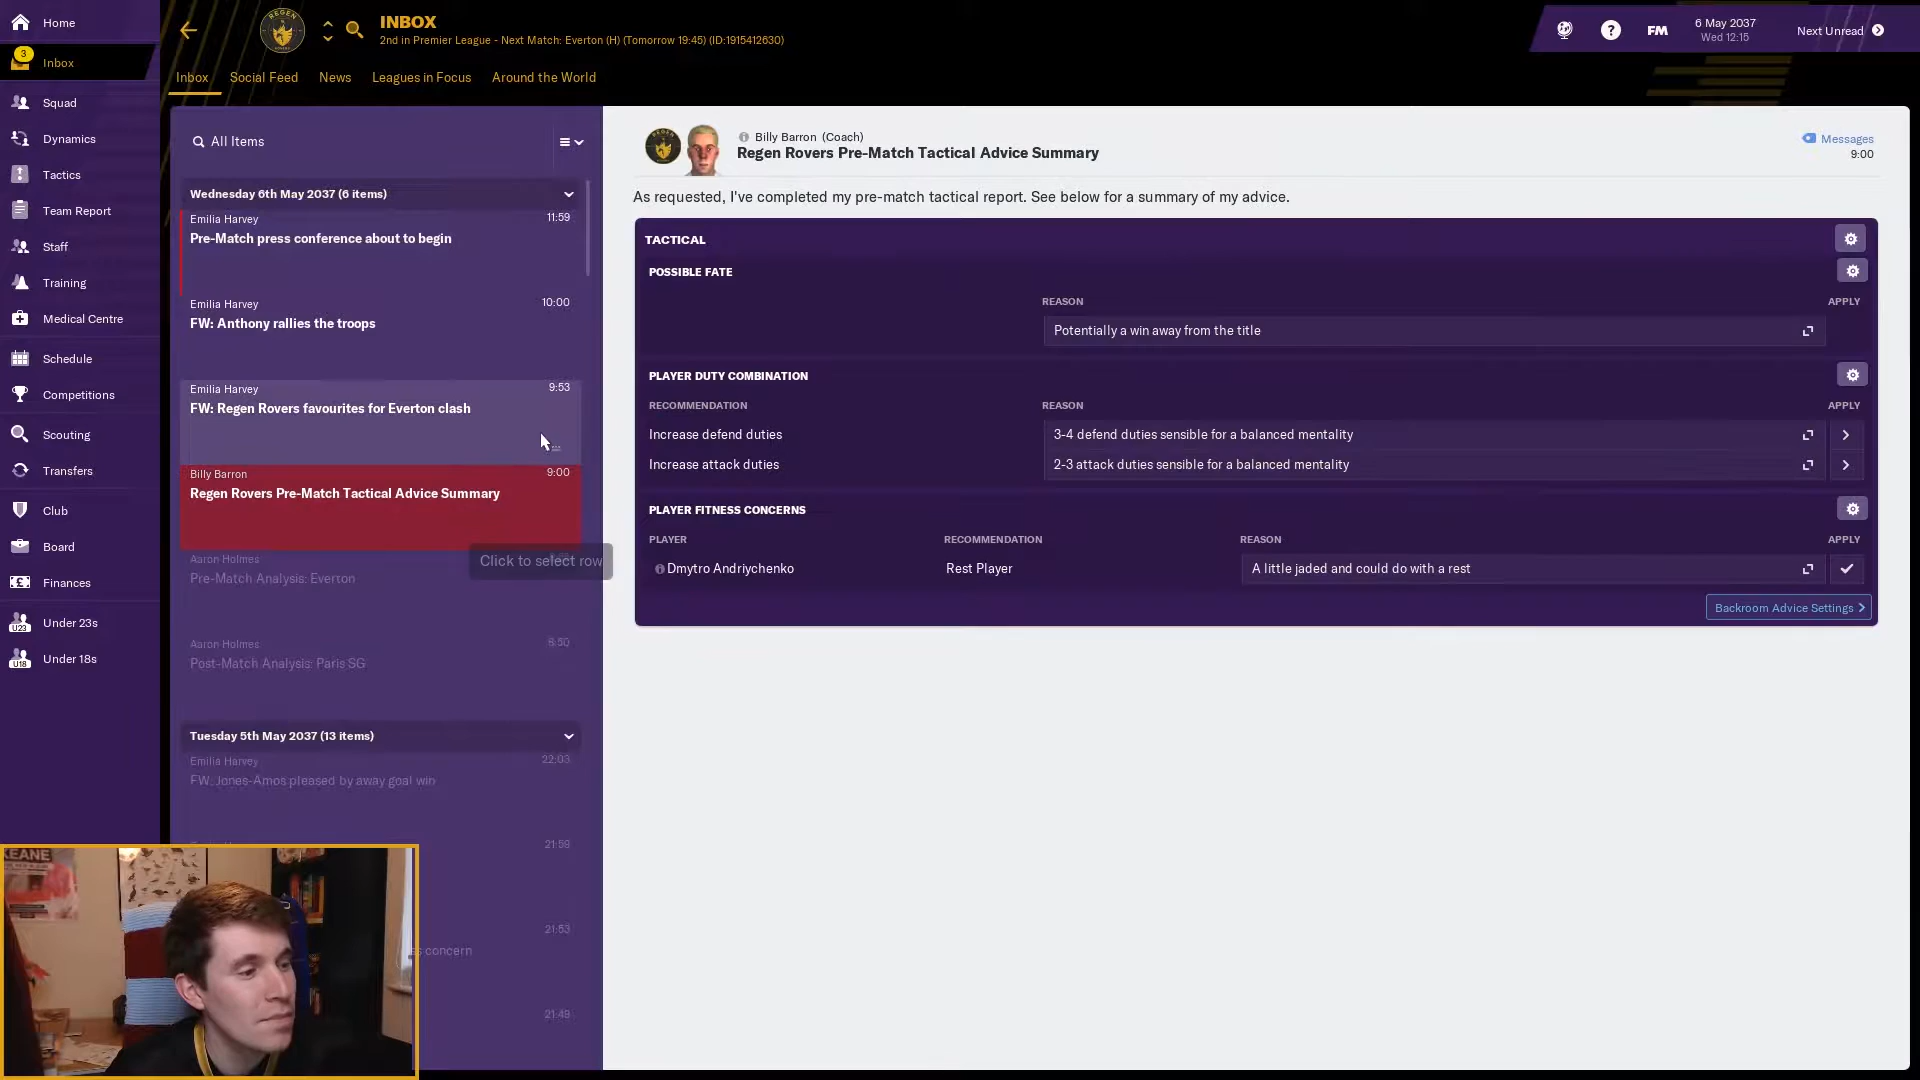 Home
3
Inbox
Squad
Dynamics
Tactics
Team Report
Staff
Training
Medical Centre
Schedule
Competitions
Scouting
Transfers
Club
Board
Finances
U23
Under 23s
U18
Under 18s
REGEN
INBOX
2nd in Premier League - Next Match: Everton (H) (Tomorrow 19:45) (ID:1915412630)
?
FM
6 May 2037
Wed 12:15
Next Unread
Inbox
Social Feed
News
Leagues in Focus
Around the World
All Items
Wednesday 6th May 2037 (6 items)
Emilia Harvey 11:59
Pre-Match press conference about to begin
Emilia Harvey 10:00
FW: Anthony rallies the troops
Emilia Harvey 9:53
FW: Regen Rovers favourites for Everton clash
Billy Barron 9:00
Regen Rovers Pre-Match Tactical Advice Summary
Aaron Holmes
Pre-Match Analysis: Everton
Click to select row
Aaron Holmes
Post-Match Analysis: Paris SG
Tuesday 5th May 2037 (13 items)
Emilia Harvey 22:03
FW: Jones-Amos pleased by away goal win
21:59
21:53
concern
21:49
Billy Barron (Coach)
Regen Rovers Pre-Match Tactical Advice Summary
Messages
9:00
As requested, I've completed my pre-match tactical report. See below for a summary of my advice.
TACTICAL
POSSIBLE FATE
REASON APPLY
Potentially a win away from the title
PLAYER DUTY COMBINATION
RECOMMENDATION REASON APPLY
Increase defend duties 3-4 defend duties sensible for a balanced mentality
Increase attack duties 2-3 attack duties sensible for a balanced mentality
PLAYER FITNESS CONCERNS
PLAYER RECOMMENDATION REASON APPLY
Dmytro Andriychenko Rest Player A little jaded and could do with a rest
Backroom Advice Settings
KEANE